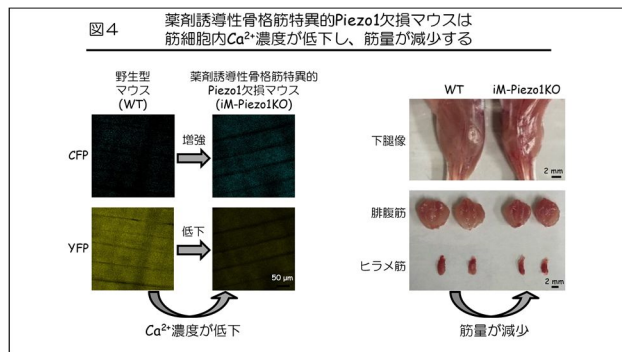 図4
薬剤誘導性骨格筋特異的Piezo1欠損マウスは
筋細胞内Ca²⁺濃度が低下し、筋量が減少する
野生型
マウス
(WT)
薬剤誘導性骨格筋特異的
Piezo1欠損マウス
(iM-Piezo1KO)
CFP
増強
YFP
低下
50 μm
Ca²⁺濃度が低下
WT
iM-Piezo1KO
下腿像
2 mm
腓腹筋
ヒラメ筋
2 mm
筋量が減少